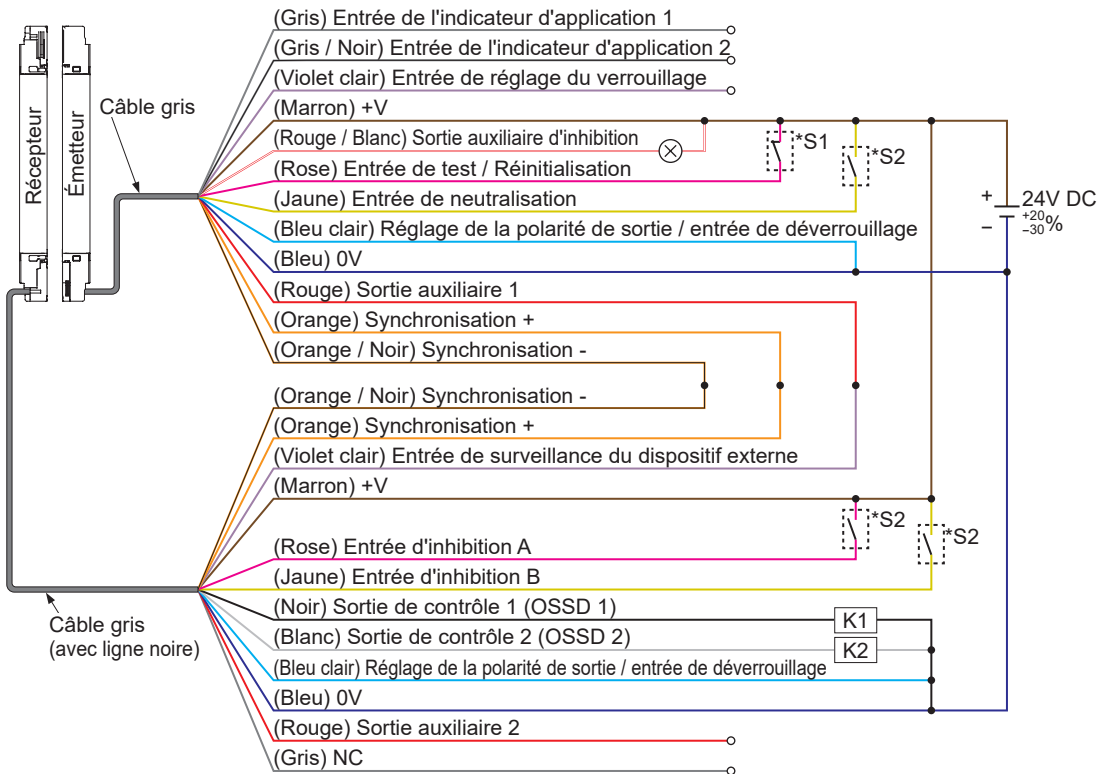 (Gris) Entrée de l'indicateur d'application 1
(Gris / Noir) Entrée de l'indicateur d'application 2
(Violet clair) Entrée de réglage du verrouillage
(Marron) +V
(Rouge / Blanc) Sortie auxiliaire d'inhibition
(Rose) Entrée de test / Réinitialisation
(Jaune) Entrée de neutralisation
(Bleu clair) Réglage de la polarité de sortie / entrée de déverrouillage
(Bleu) 0V
(Rouge) Sortie auxiliaire 1
(Orange) Synchronisation +
(Orange / Noir) Synchronisation -
(Orange / Noir) Synchronisation -
(Orange) Synchronisation +
(Violet clair) Entrée de surveillance du dispositif externe
(Marron) +V
(Rose) Entrée d'inhibition A
(Jaune) Entrée d'inhibition B
(Noir) Sortie de contrôle 1 (OSSD 1)
(Blanc) Sortie de contrôle 2 (OSSD 2)
(Bleu clair) Réglage de la polarité de sortie / entrée de déverrouillage
(Bleu) 0V
(Rouge) Sortie auxiliaire 2
(Gris) NC
Récepteur
Émetteur
Câble gris
Câble gris
(avec ligne noire)
*S1
*S2
*S2
*S2
K1
K2
+
24V DC
+20
−30%
−